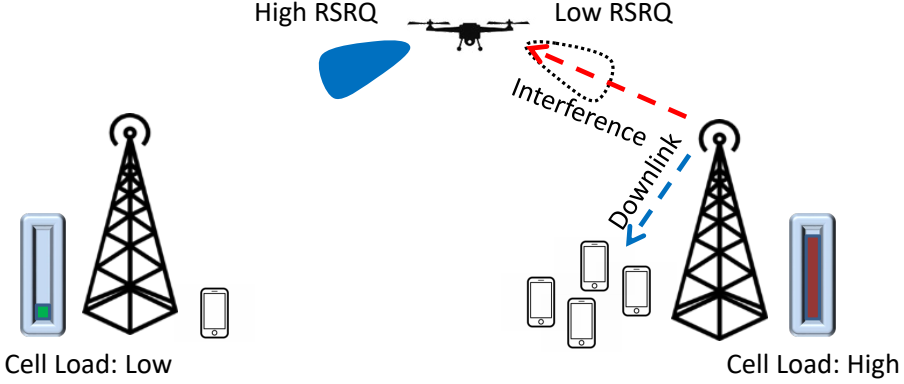 High RSRQ
Low RSRQ
Interference
Downlink
Cell Load: Low
Cell Load: High